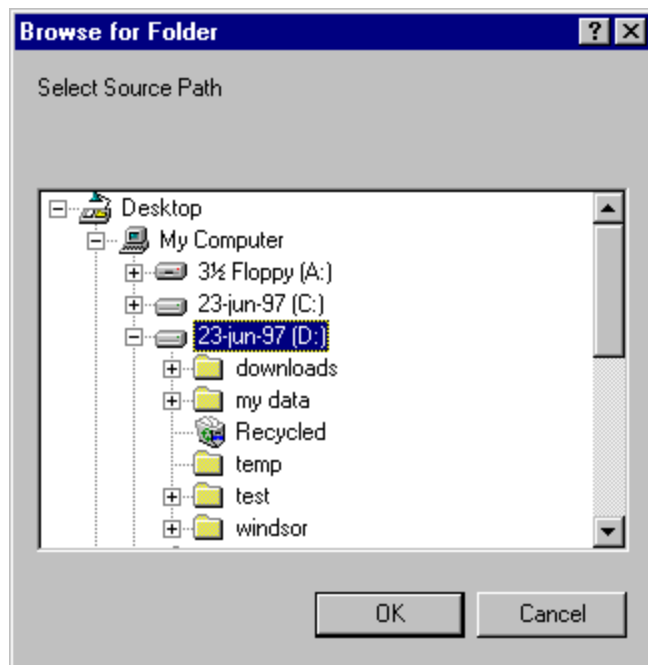 Browse for Folder
Select Source Path
Desktop
My Computer
3½ Floppy (A:)
23-jun-97 (C:)
23-jun-97 (D:)
downloads
my data
Recycled
temp
test
windsor
OK Cancel